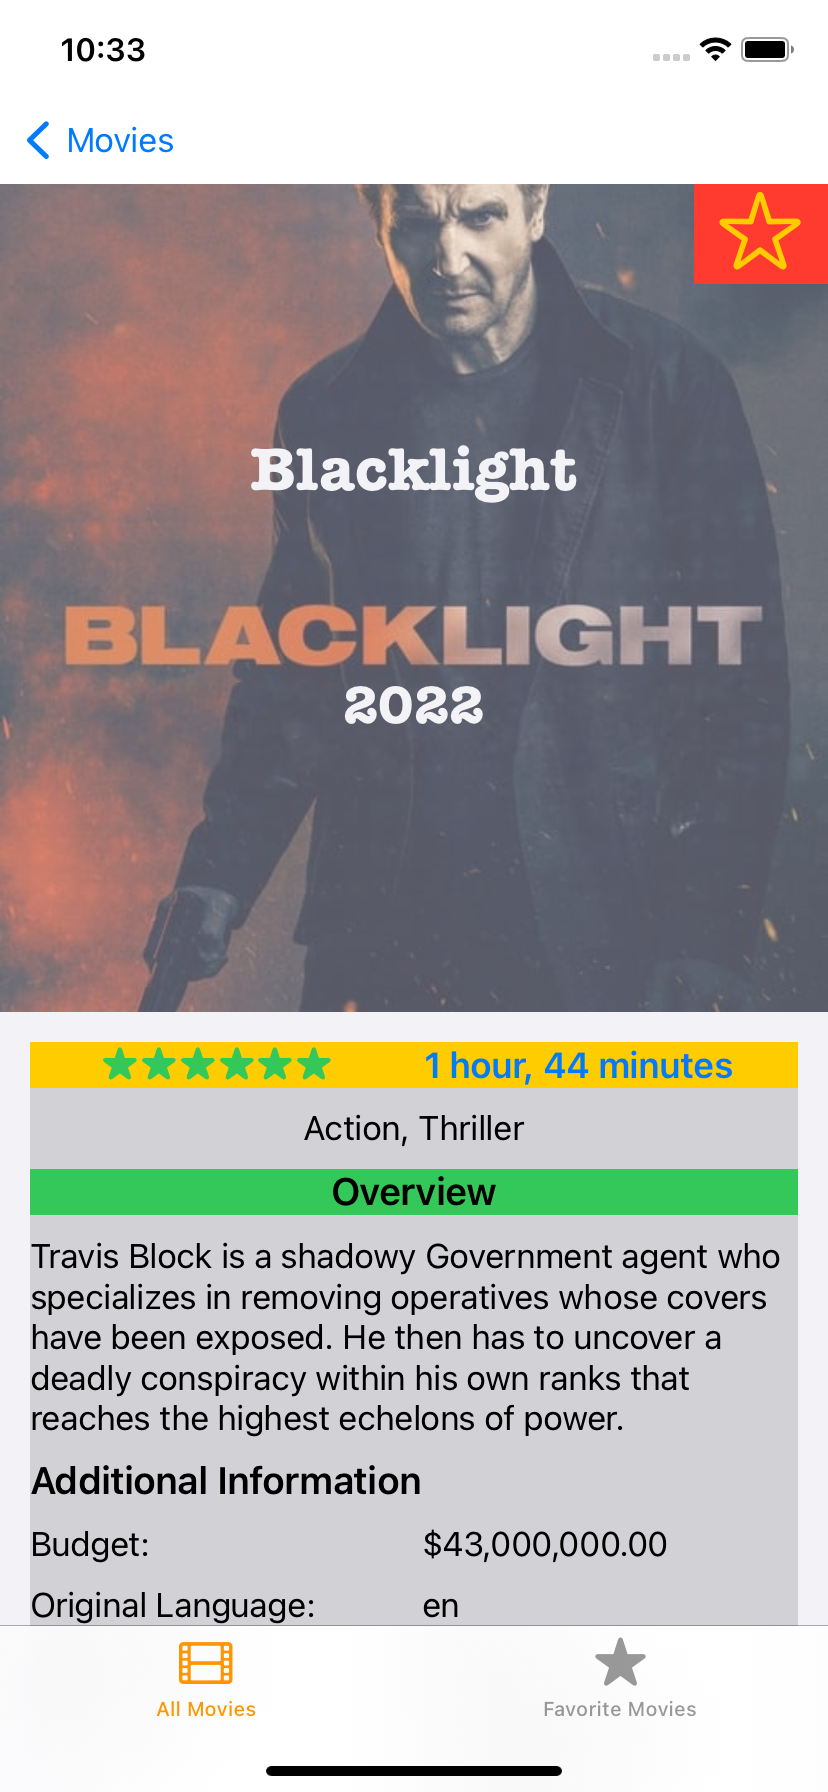 10:33
Movies
Blacklight
BLACKLIGHT
2022
1 hour, 44 minutes
Action, Thriller
Overview
Travis Block is a shadowy Government agent who
specializes in removing operatives whose covers
have been exposed. He then has to uncover a
deadly conspiracy within his own ranks that
reaches the highest echelons of power.
Additional Information
Budget: $43,000,000.00
Original Language: en
All Movies Favorite Movies